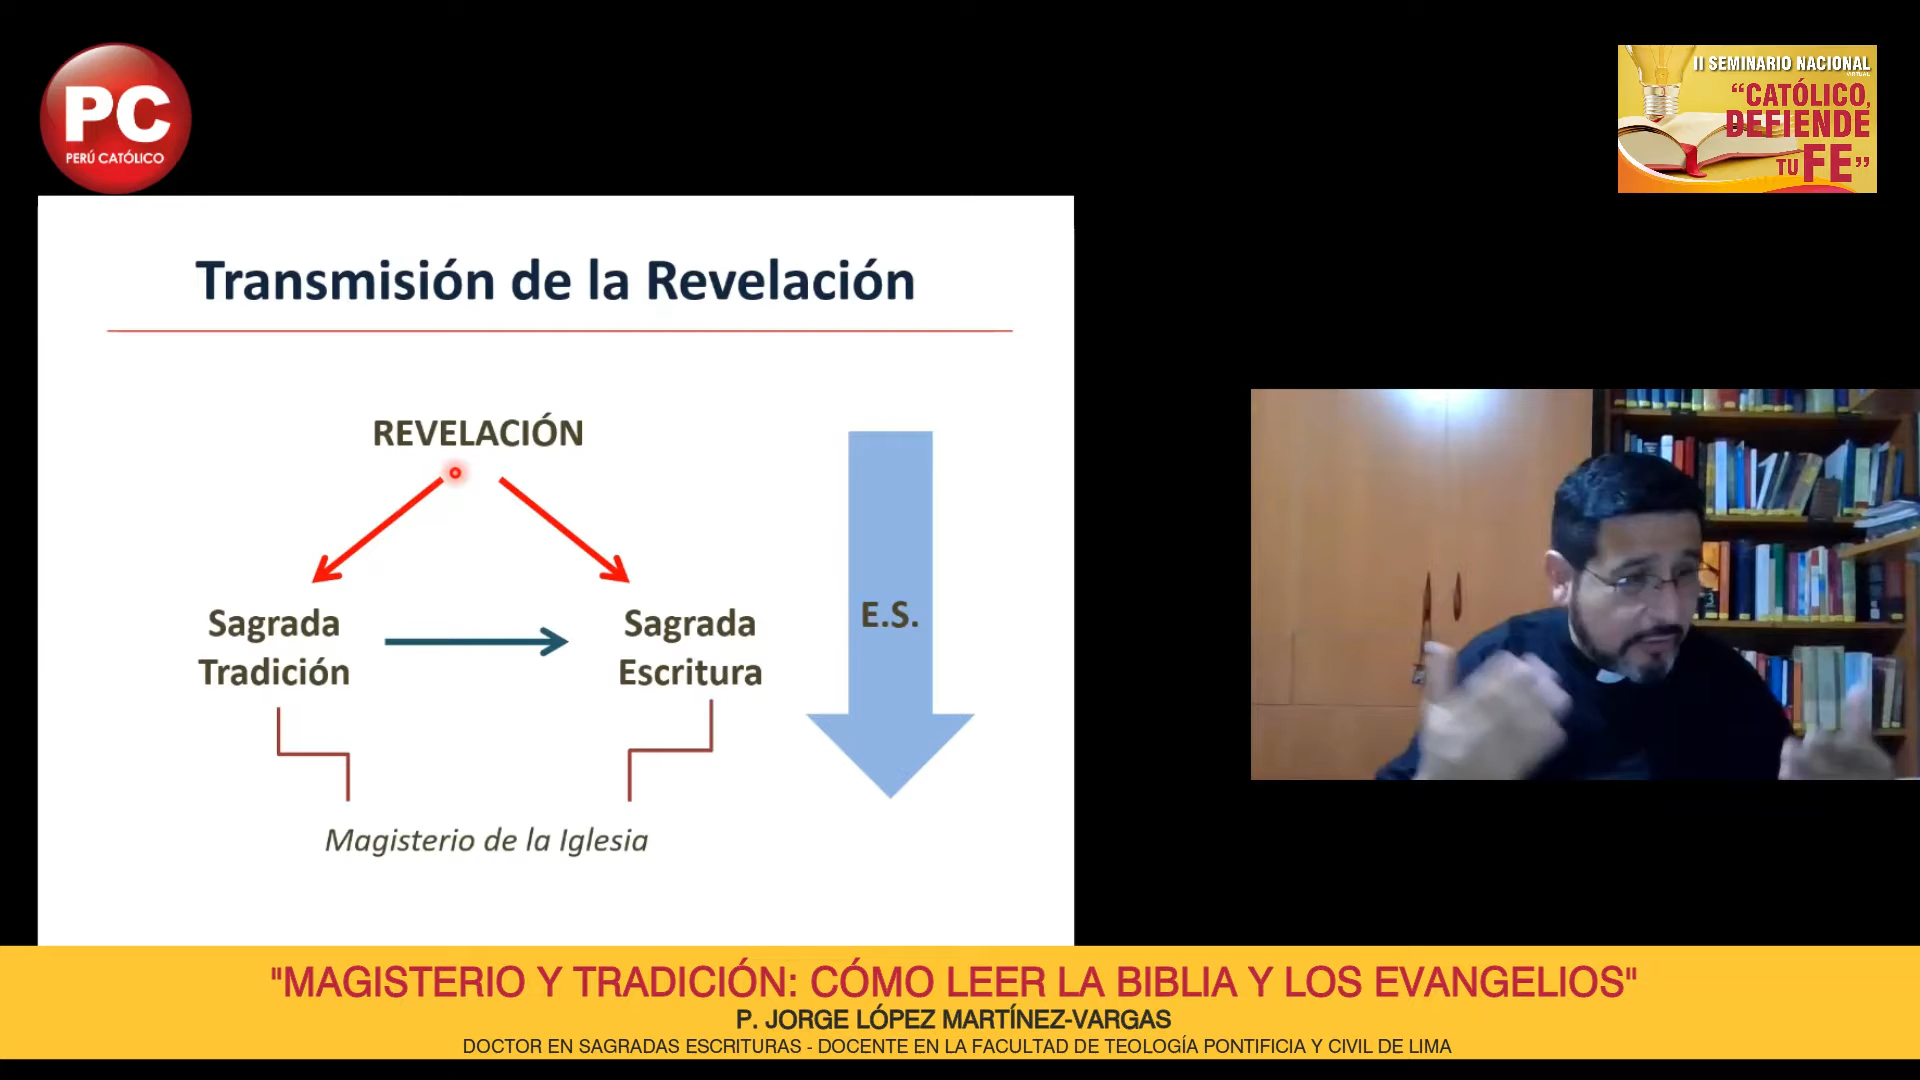 PC
PERÚ CATÓLICO
II SEMINARIO NACIONAL
VIRTUAL
“CATÓLICO,
DEFIENDE
TU FE”
Transmisión de la Revelación
REVELACIÓN
Sagrada
Tradición
Sagrada
Escritura
E.S.
Magisterio de la Iglesia
"MAGISTERIO Y TRADICIÓN: CÓMO LEER LA BIBLIA Y LOS EVANGELIOS"
P. JORGE LÓPEZ MARTÍNEZ-VARGAS
DOCTOR EN SAGRADAS ESCRITURAS - DOCENTE EN LA FACULTAD DE TEOLOGÍA PONTIFICIA Y CIVIL DE LIMA